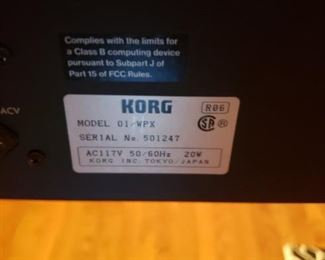 Complies with the limits for
a Class B computing device
pursuant to Subpart J of
Part 15 of FCC Rules.
ACV
KORG
R06
MODEL 01/WPX
SERIAL No. 501247
AC117V 50/60Hz 20W
KORG INC. TOKYO/JAPAN